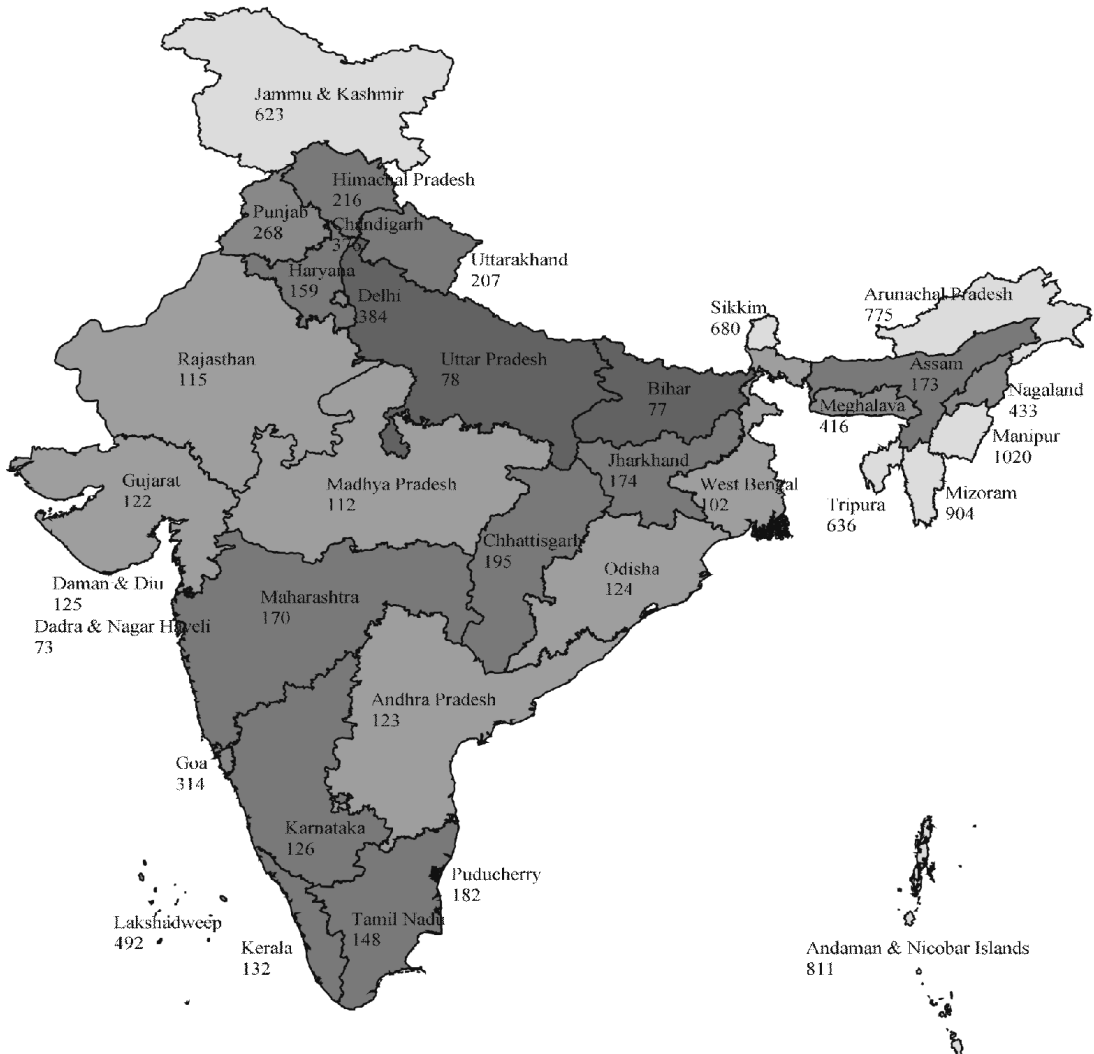 Jammu & Kashmir
623
Himachal Pradesh
216
Punjab
268
Chandigarh
376
Uttarakhand
207
Haryana
159
Delhi
384
Sikkim
680
Arunachal Pradesh
775
Rajasthan
115
Uttar Pradesh
78
Bihar
77
Assam
173
Nagaland
433
Meghalava
416
Manipur
1020
Gujarat
122
Madhya Pradesh
112
Jharkhand
174
West Bengal
102
Tripura
636
Mizoram
904
Chhattisgarh
195
Odisha
124
Daman & Diu
125
Dadra & Nagar Haveli
73
Maharashtra
170
Andhra Pradesh
123
Goa
314
Karnataka
126
Puducherry
182
Lakshadweep
492
Kerala
132
Tamil Nadu
148
Andaman & Nicobar Islands
811